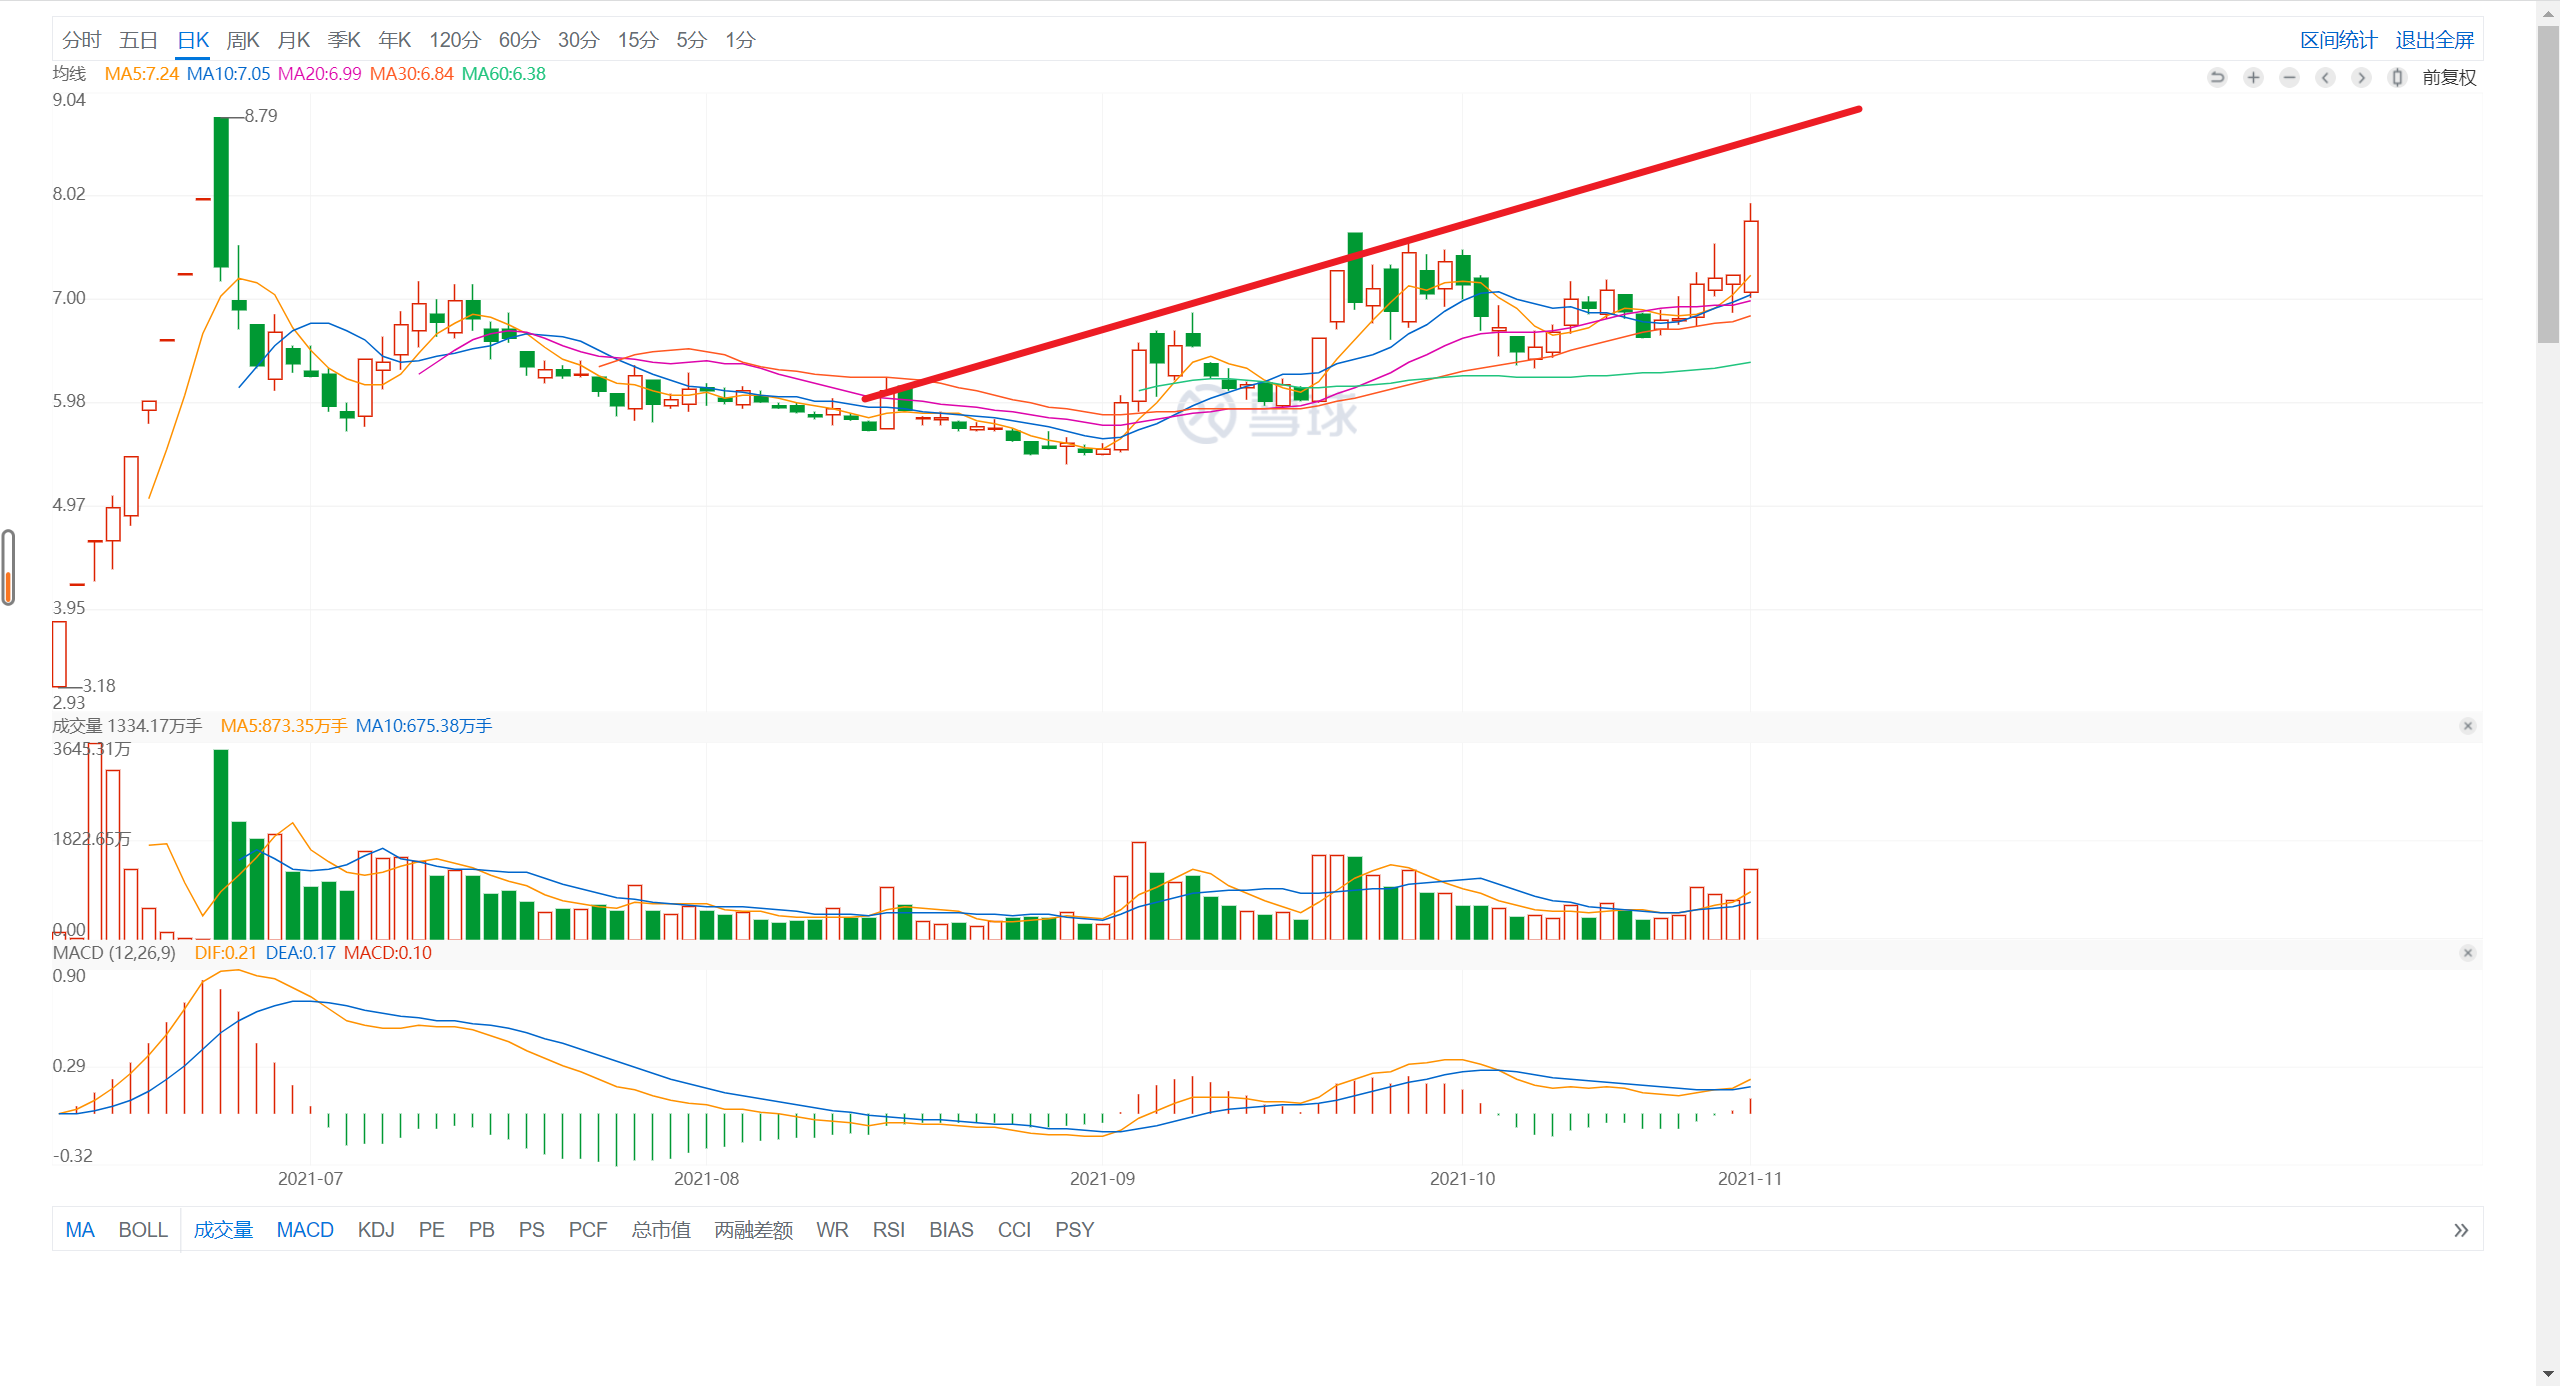 分时 五日 日K 周K 月K 季K 年K 120分 60分 30分 15分 5分 1分 区间统计 退出全屏
均线 MA5:7.24 MA10:7.05 MA20:6.99 MA30:6.84 MA60:6.38 前复权
9.04
8.79
8.02
7.00
5.98
雪球
4.97
3.95
3.18
2.93
成交量 1334.17万手 MA5:873.35万手 MA10:675.38万手
3645.31万
1822.65万
0.00
MACD (12,26,9) DIF:0.21 DEA:0.17 MACD:0.10
0.90
0.29
-0.32
2021-07 2021-08 2021-09 2021-10 2021-11
MA BOLL 成交量 MACD KDJ PE PB PS PCF 总市值 两融差额 WR RSI BIAS CCI PSY